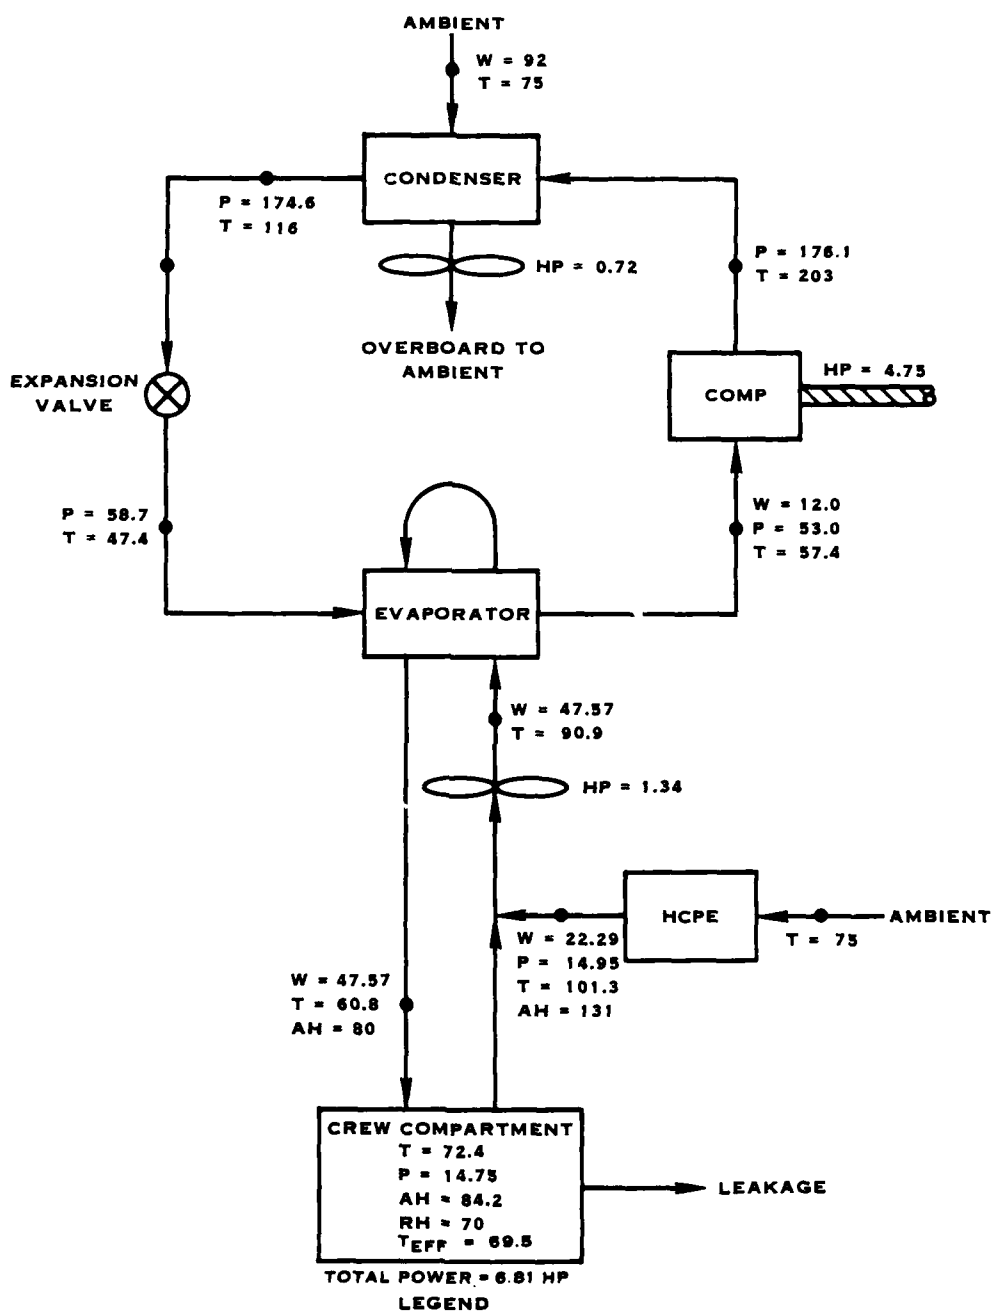 AMBIENT
W = 92
T = 75
CONDENSER
P = 174.6
T = 116
HP = 0.72
P = 176.1
T = 203
OVERBOARD TO
AMBIENT
EXPANSION
VALVE
COMP
HP = 4.75
P = 58.7
T = 47.4
W = 12.0
P = 53.0
T = 57.4
EVAPORATOR
W = 47.57
T = 90.9
HP = 1.34
HCPE
AMBIENT
T = 75
W = 22.29
P = 14.95
T = 101.3
AH = 131
W = 47.57
T = 60.8
AH = 80
CREW COMPARTMENT
T = 72.4
P = 14.75
AH = 84.2
RH = 70
TEFF = 69.5
LEAKAGE
TOTAL POWER = 6.81 HP
LEGEND